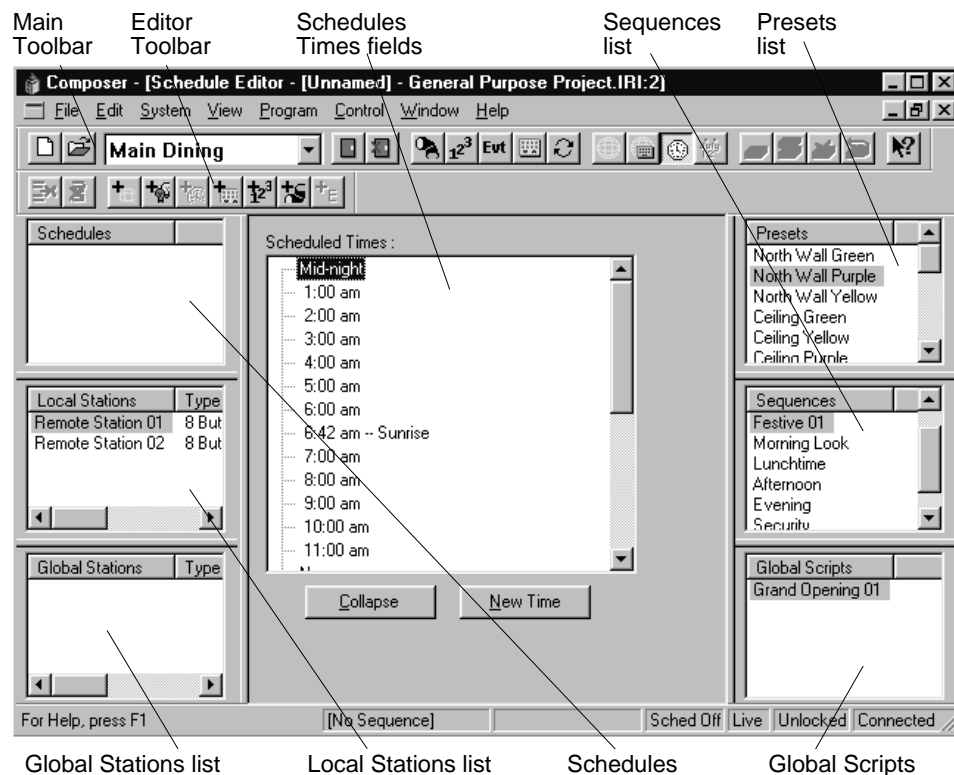 Main Toolbar
Editor Toolbar
Schedules Times fields
Sequences list
Presets list
Composer - [Schedule Editor - [Unnamed] - General Purpose Project.IRI:2]
File Edit System View Program Control Window Help
Main Dining
1 2 3 Evt
+ + + + + 1 2 3 + + E
Schedules
Scheduled Times :
Mid-night
1:00 am
2:00 am
3:00 am
4:00 am
5:00 am
6:00 am
6:42 am -- Sunrise
7:00 am
8:00 am
9:00 am
10:00 am
11:00 am
Collapse New Time
Local Stations Type
Remote Station 01 8 But
Remote Station 02 8 But
Global Stations Type
Presets
North Wall Green
North Wall Purple
North Wall Yellow
Ceiling Green
Ceiling Yellow
Ceiling Purple
Sequences
Festive 01
Morning Look
Lunchtime
Afternoon
Evening
Security
Global Scripts
Grand Opening 01
For Help, press F1 [No Sequence] Sched Off Live Unlocked Connected
Global Stations list
Local Stations list
Schedules
Global Scripts